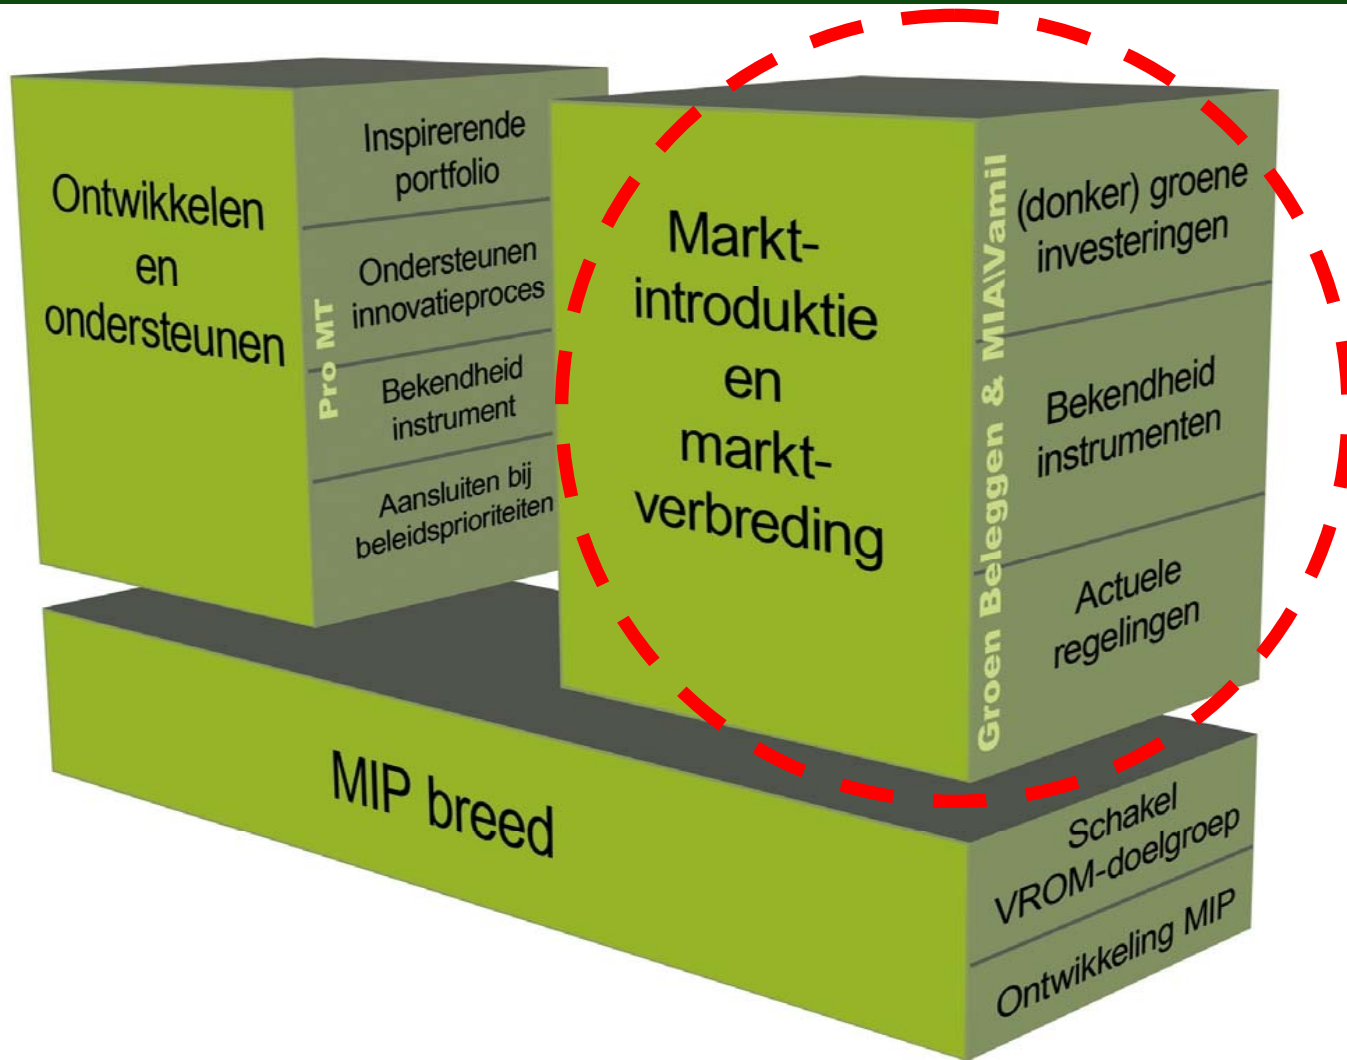 Ontwikkelen
en
ondersteunen
Pro MT
Inspirerende
portfolio
Ondersteunen
innovatieproces
Bekendheid
instrument
Aansluiten bij
beleidsprioriteiten
Markt-
introduktie
en
markt-
verbreding
Groen Beleggen & MIA\Vamil
(donker) groene
investeringen
Bekendheid
instrumenten
Actuele
regelingen
MIP breed
Schakel
VROM-doelgroep
Ontwikkeling MIP